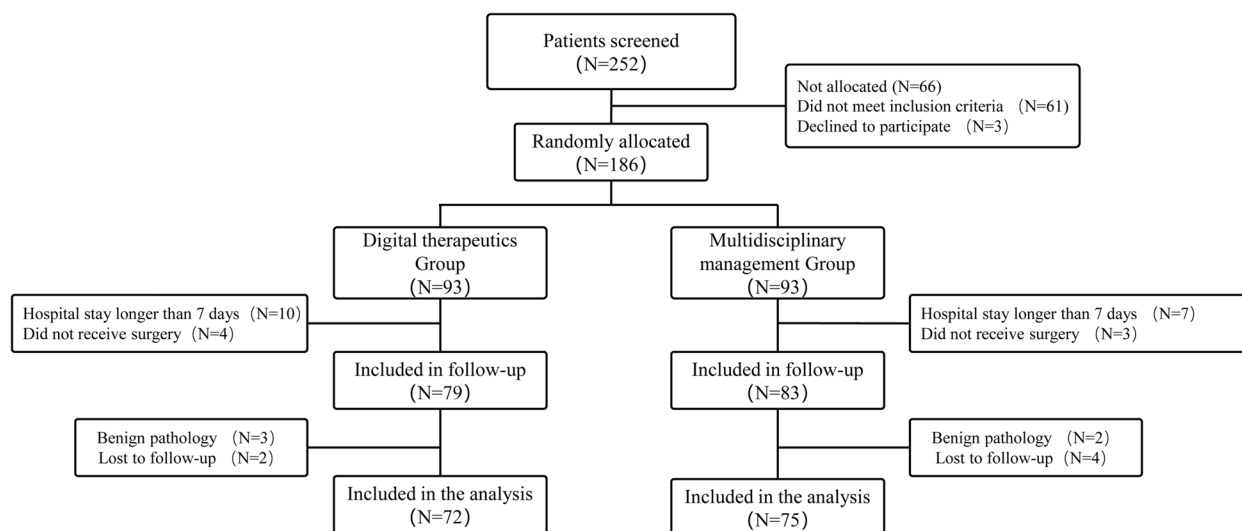 Patients screened
(N=252)
Not allocated (N=66)
Did not meet inclusion criteria (N=61)
Declined to participate (N=3)
Randomly allocated
(N=186)
Digital therapeutics
Group
(N=93)
Multidisciplinary
management Group
(N=93)
Hospital stay longer than 7 days (N=10)
Did not receive surgery (N=4)
Hospital stay longer than 7 days (N=7)
Did not receive surgery (N=3)
Included in follow-up
(N=79)
Included in follow-up
(N=83)
Benign pathology (N=3)
Lost to follow-up (N=2)
Benign pathology (N=2)
Lost to follow-up (N=4)
Included in the analysis
N=72)
Included in the analysis
N=75)